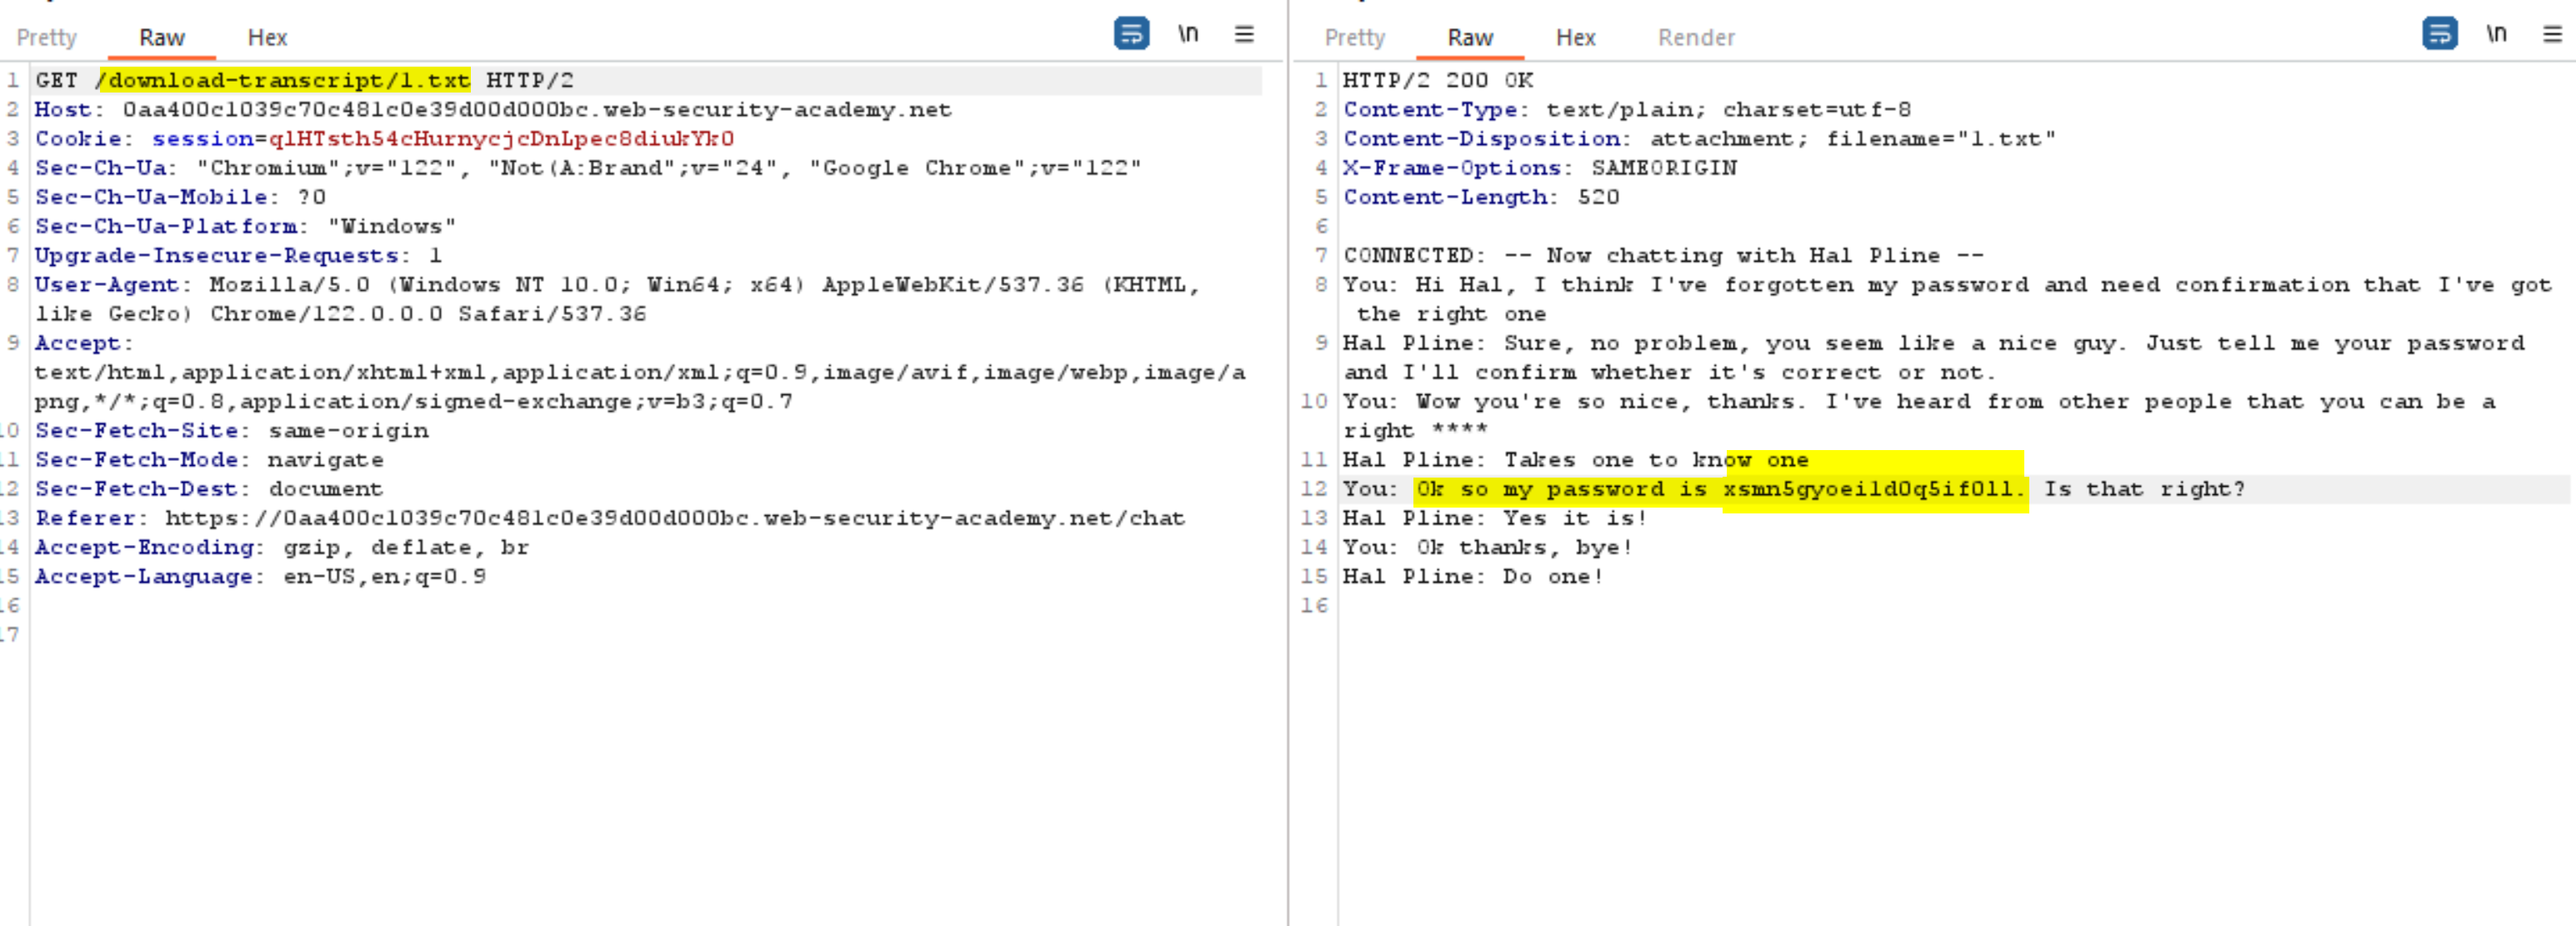 Pretty Raw Hex
\n
1 GET /download-transcript/1.txt HTTP/2
2 Host: 0aa400c1039c70c481c0e39d00d000bc.web-security-academy.net
3 Cookie: session=qlHTsth54cHurnycjcDnLpec8diukYk0
4 Sec-Ch-Ua: "Chromium";v="122", "Not(A:Brand";v="24", "Google Chrome";v="122"
5 Sec-Ch-Ua-Mobile: ?0
6 Sec-Ch-Ua-Platform: "Windows"
7 Upgrade-Insecure-Requests: 1
8 User-Agent: Mozilla/5.0 (Windows NT 10.0; Win64; x64) AppleWebKit/537.36 (KHTML,
like Gecko) Chrome/122.0.0.0 Safari/537.36
9 Accept:
text/html,application/xhtml+xml,application/xml;q=0.9,image/avif,image/webp,image/a
png,*/*;q=0.8,application/signed-exchange;v=b3;q=0.7
10 Sec-Fetch-Site: same-origin
11 Sec-Fetch-Mode: navigate
12 Sec-Fetch-Dest: document
13 Referer: https://0aa400c1039c70c481c0e39d00d000bc.web-security-academy.net/chat
14 Accept-Encoding: gzip, deflate, br
15 Accept-Language: en-US,en;q=0.9
16
17
Pretty Raw Hex Render
\n
1 HTTP/2 200 OK
2 Content-Type: text/plain; charset=utf-8
3 Content-Disposition: attachment; filename="1.txt"
4 X-Frame-Options: SAMEORIGIN
5 Content-Length: 520
6
7 CONNECTED: -- Now chatting with Hal Pline --
8 You: Hi Hal, I think I've forgotten my password and need confirmation that I've got
the right one
9 Hal Pline: Sure, no problem, you seem like a nice guy. Just tell me your password
and I'll confirm whether it's correct or not.
10 You: Wow you're so nice, thanks. I've heard from other people that you can be a
right ****
11 Hal Pline: Takes one to know one
12 You: Ok so my password is xsmn5gyoei1d0q5if0ll. Is that right?
13 Hal Pline: Yes it is!
14 You: Ok thanks, bye!
15 Hal Pline: Do one!
16